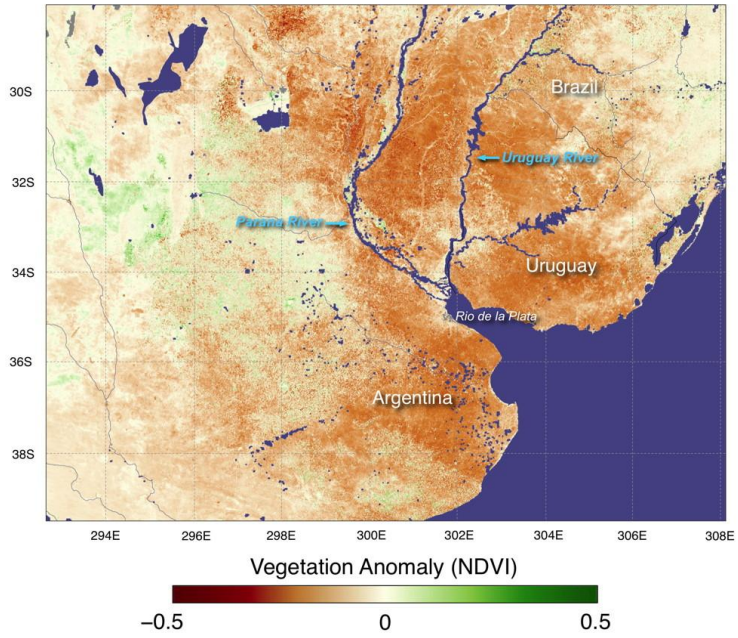 30S
32S
34S
36S
38S
Brazil
Uruguay River
Parana River
Uruguay
Rio de la Plata
Argentina
294E 296E 298E 300E 302E 304E 306E 308E
Vegetation Anomaly (NDVI)
−0.5 0 0.5